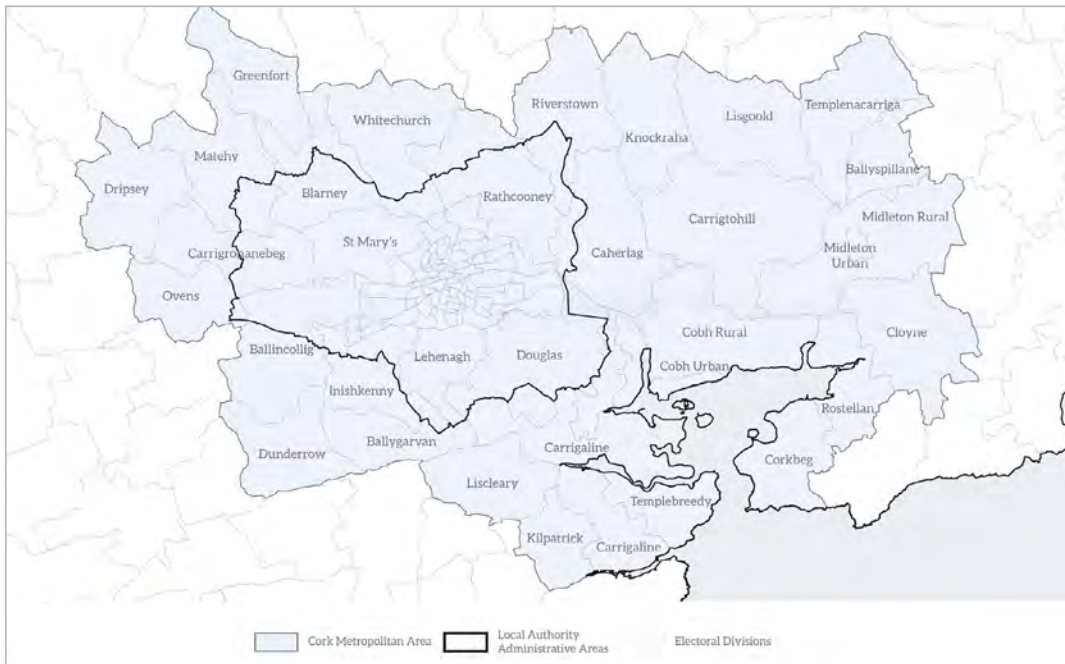 Greenfort
Riverstown
Whitechurch
Knockraha
Lisgoold
Templenacarriga
Matehy
Dripsey
Blarney
Rathcooney
Ballyspillane
Midleton Rural
Carrigtohill
St Mary's
Carrigrohanebeg
Caherlag
Midleton
Urban
Ovens
Cobh Rural
Cloyne
Ballincollig
Lehenagh
Douglas
Cobh Urban
Inishkenny
Rostellan
Ballygarvan
Carrigaline
Dunderrow
Corkbeg
Liscleary
Templebreedy
Kilpatrick
Carrigaline
Cork Metropolitan Area
Local Authority
Administrative Areas
Electoral Divisions